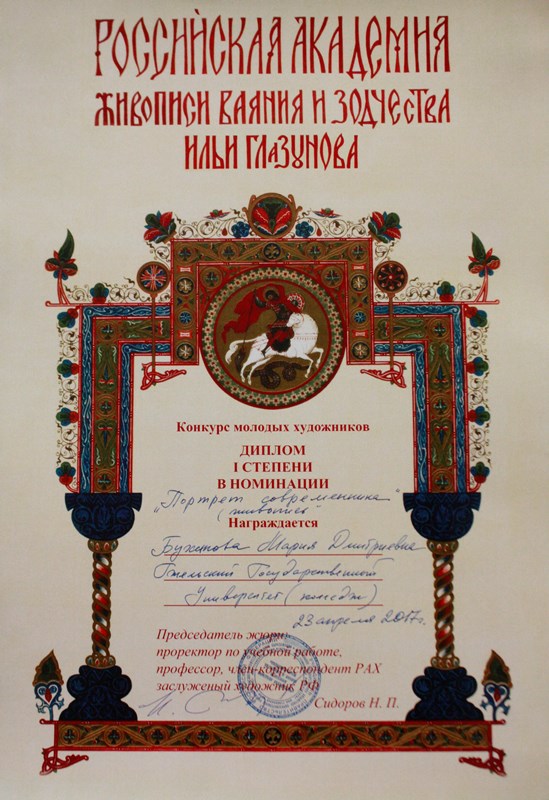 РОССИЙСКАЯ АКАДЕМИЯ
ЖИВОПИСИ ВАЯНИЯ И ЗОДЧЕСТВА
ИЛЬИ ГЛАЗУНОВА
Конкурс молодых художников
ДИПЛОМ
I СТЕПЕНИ
В НОМИНАЦИИ
"Портрет современника"
(живопись
Награждается
Мария Дмитриевна
Гжельский Государственный
Университет (колледж)
23 апреля 2017г.
Председатель жюри
проректор по учебной работе,
профессор, член-корреспондент РАХ
заслуженый художник РФ
Сидоров Н. П.